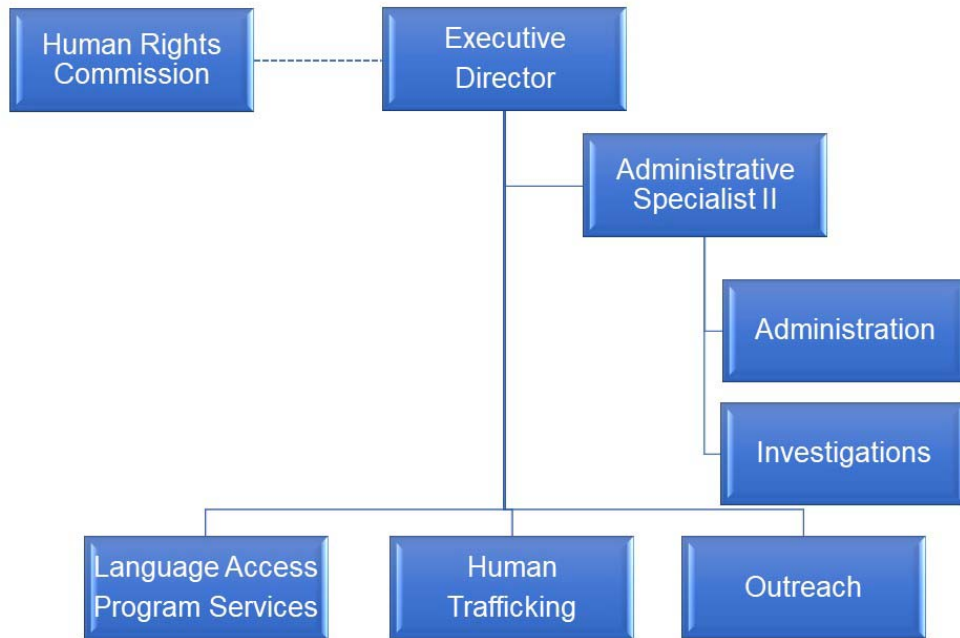 Human Rights
Commission
Executive
Director
Administrative
Specialist II
Administration
Investigations
Language Access
Program Services
Human
Trafficking
Outreach